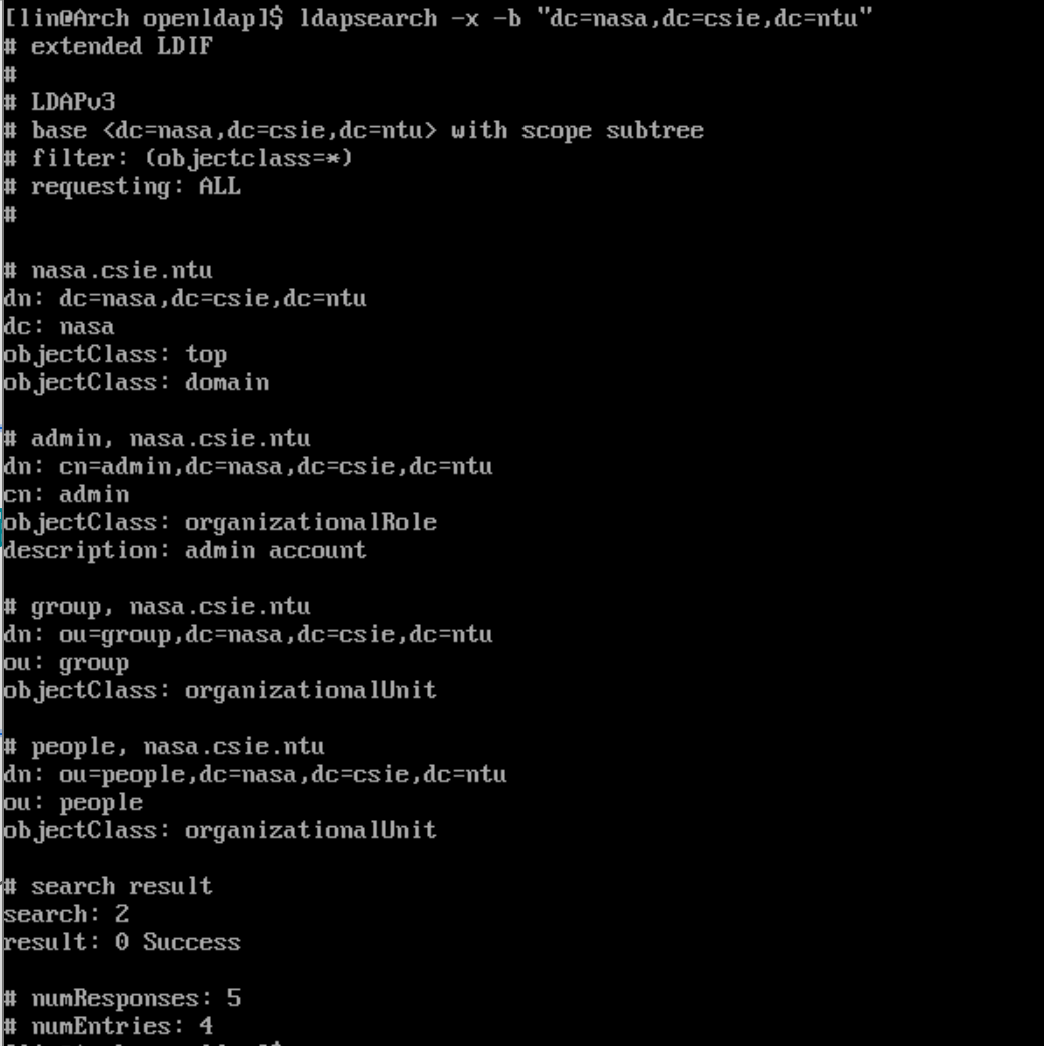 [lin@Arch openldap]$ ldapsearch -x -b "dc=nasa,dc=csie,dc=ntu"
# extended LDIF
#
# LDAPv3
# base <dc=nasa,dc=csie,dc=ntu> with scope subtree
# filter: (objectclass=*)
# requesting: ALL
#
# nasa.csie.ntu
dn: dc=nasa,dc=csie,dc=ntu
dc: nasa
objectClass: top
objectClass: domain
# admin, nasa.csie.ntu
dn: cn=admin,dc=nasa,dc=csie,dc=ntu
cn: admin
objectClass: organizationalRole
description: admin account
# group, nasa.csie.ntu
dn: ou=group,dc=nasa,dc=csie,dc=ntu
ou: group
objectClass: organizationalUnit
# people, nasa.csie.ntu
dn: ou=people,dc=nasa,dc=csie,dc=ntu
ou: people
objectClass: organizationalUnit
# search result
search: 2
result: 0 Success
# numResponses: 5
# numEntries: 4